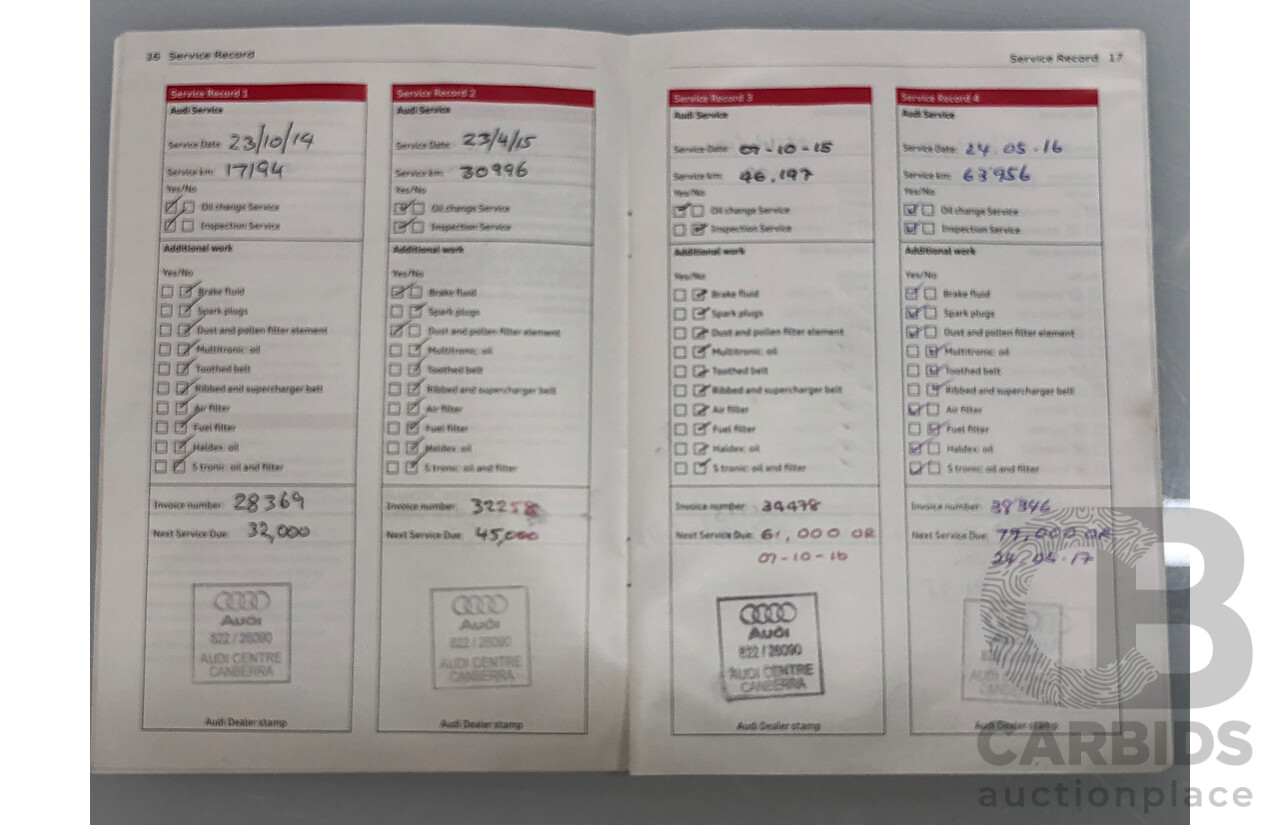 16 Service Record
Service Record 1
Audi Service
Service Date 23/10/14
Service km: 17194
Yes/No
Oil change Service
Inspection Service
Additional work
Yes/No
Brake fluid
Spark plugs
Dust and pollen filter element
Multitronic: oil
Toothed belt
Ribbed and supercharger belt
Air filter
Fuel filter
Haldex: oil
S tronic: oil and filter
Invoice number: 28369
Next Service Due: 32,000
AUDI
822 / 26090
AUDI CENTRE
CANBERRA
Audi Dealer stamp
Service Record 2
Audi Service
Service Date: 23/4/15
Service km: 30996
Yes/No
Oil change Service
Inspection Service
Additional work
Yes/No
Brake fluid
Spark plugs
Dust and pollen filter element
Multitronic: oil
Toothed belt
Ribbed and supercharger belt
Air filter
Fuel filter
Haldex: oil
S tronic: oil and filter
Invoice number: 32258
Next Service Due: 45,000
AUDI
822 / 26090
AUDI CENTRE
CANBERRA
Audi Dealer stamp
Service Record 17
Service Record 3
Audi Service
Service Date: 07-10-15
Service km: 46,197
Yes/No
Oil change Service
Inspection Service
Additional work
Yes/No
Brake fluid
Spark plugs
Dust and pollen filter element
Multitronic: oil
Toothed belt
Ribbed and supercharger belt
Air filter
Fuel filter
Haldex: oil
S tronic: oil and filter
Invoice number: 34478
Next Service Due: 61,000 OR
07-10-16
AUDI
822 / 26090
AUDI CENTRE
CANBERRA
Audi Dealer stamp
Service Record 4
Audi Service
Service Date: 24.05.16
Service km: 63956
Yes/No
Oil change Service
Inspection Service
Additional work
Yes/No
Brake fluid
Spark plugs
Dust and pollen filter element
Multitronic: oil
Toothed belt
Ribbed and supercharger belt
Air filter
Fuel filter
Haldex: oil
S tronic: oil and filter
Invoice number: 38346
Next Service Due: 79,000 OR
24.05.17
Audi Dealer stamp
CB
CARBIDS
auctionplace